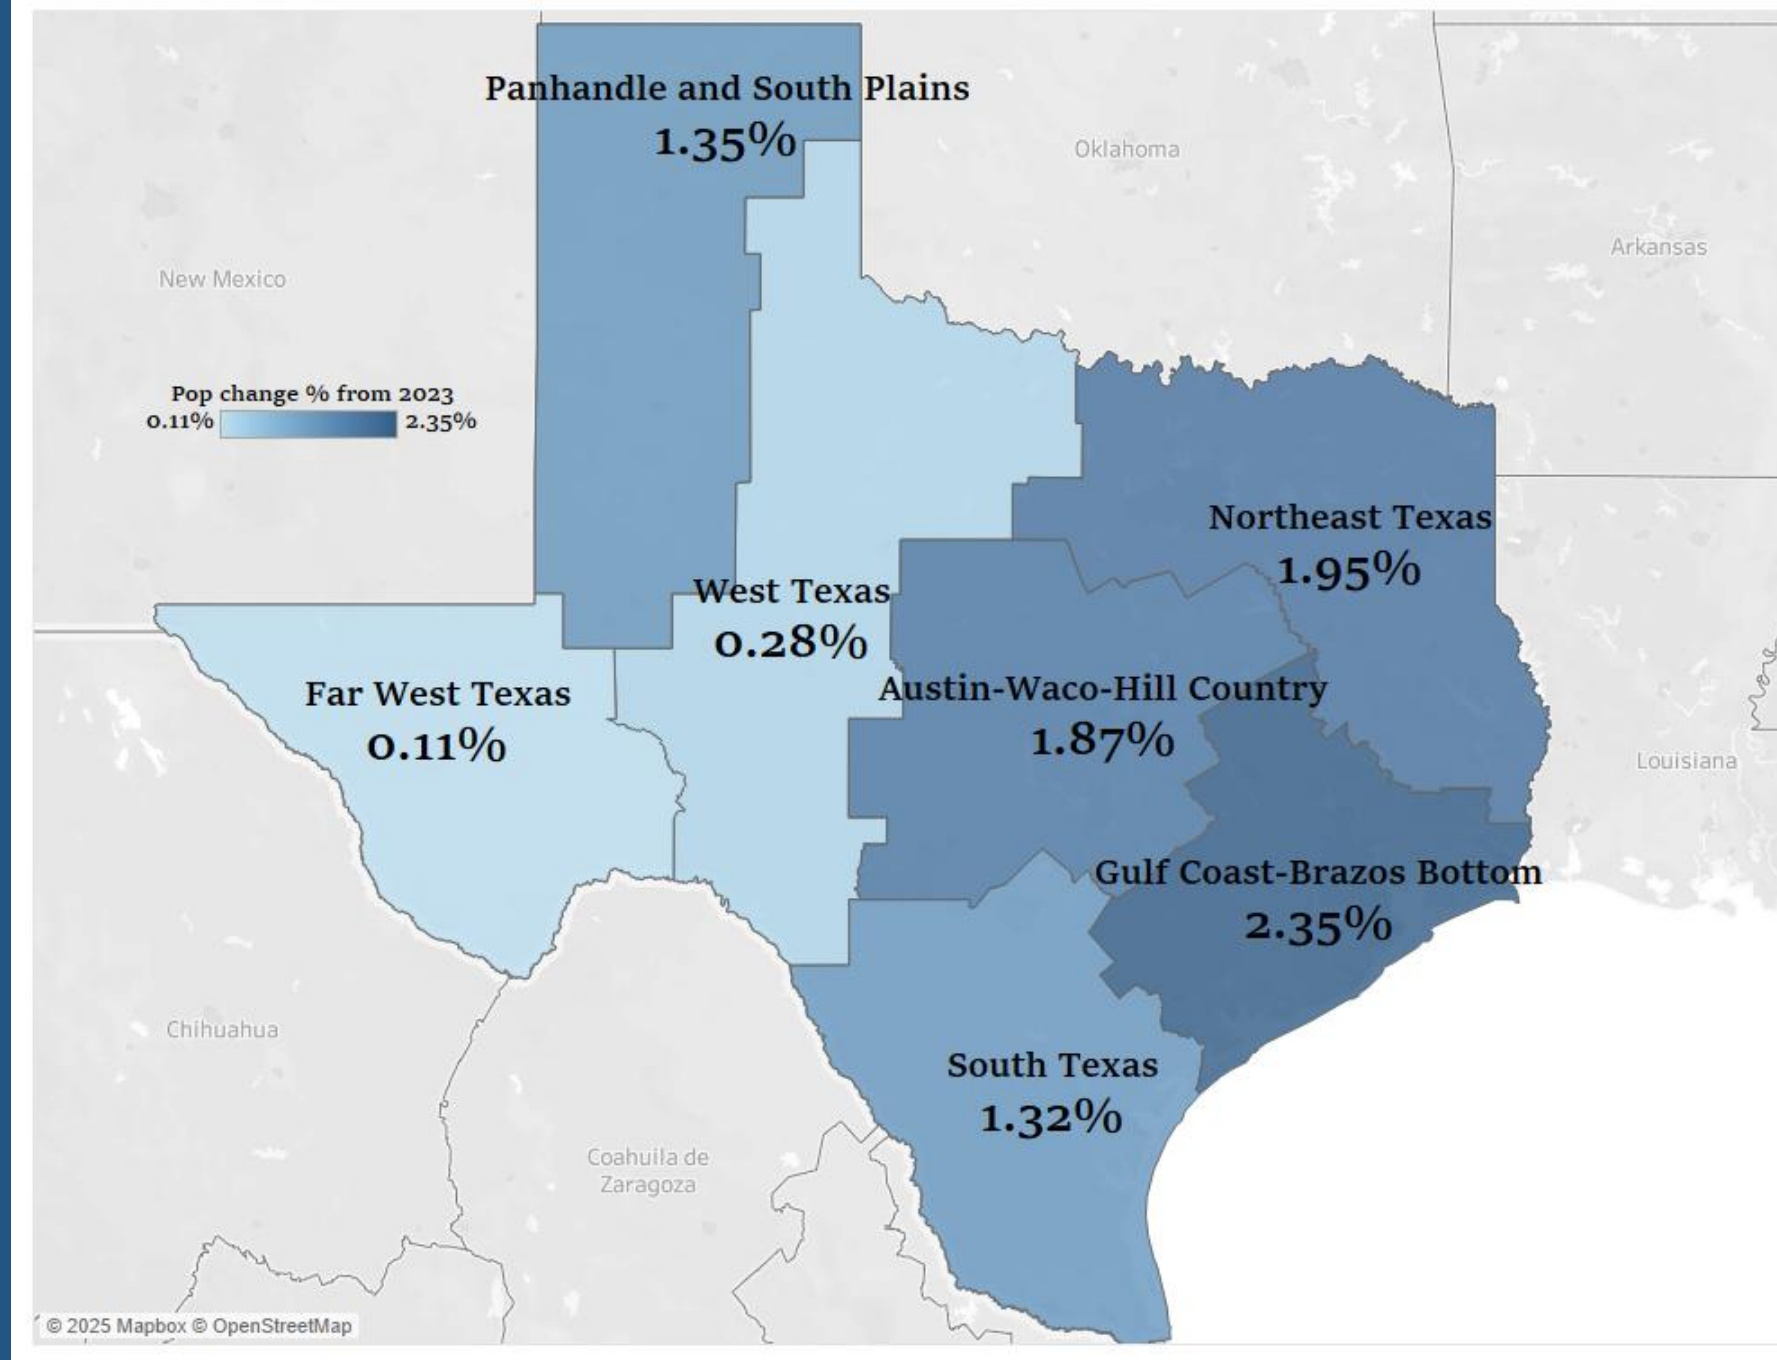 Panhandle and South Plains
1.35%
Oklahoma
Arkansas
New Mexico
Pop change % from 2023
0.11% 2.35%
Northeast Texas
1.95%
West Texas
0.28%
Far West Texas
0.11%
Austin-Waco-Hill Country
1.87%
Louisiana
Gulf Coast-Brazos Bottom
2.35%
Chihuahua
South Texas
1.32%
Coahuila de
Zaragoza
© 2025 Mapbox © OpenStreetMap